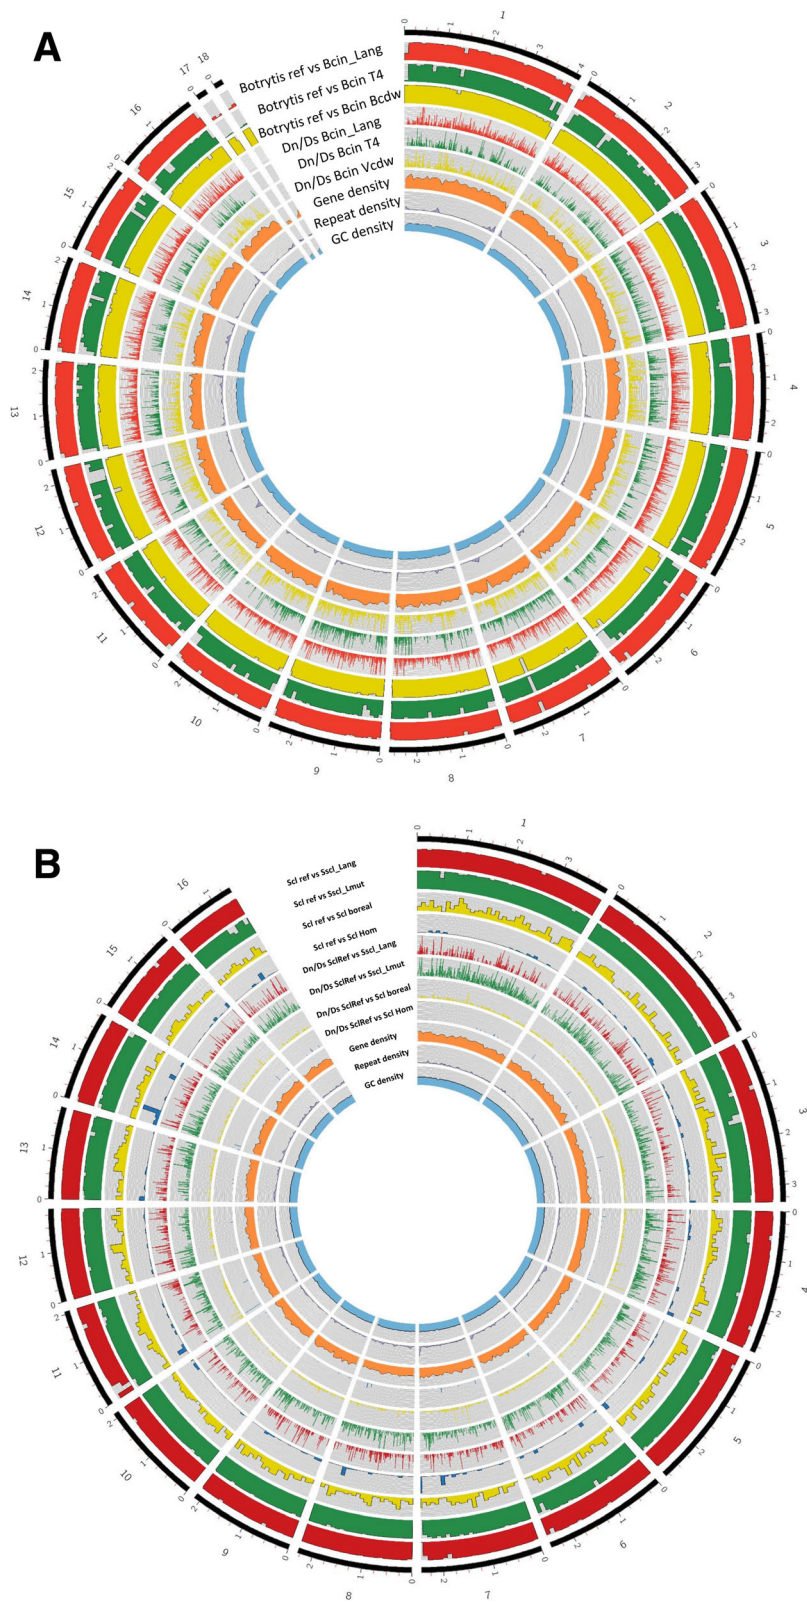 A
Botrytis ref vs Bcin_Lang
Botrytis ref vs Bcin T4
Botrytis ref vs Bcin Bcdw
Dn/Ds Bcin_Lang
Dn/Ds Bcin T4
Dn/Ds Bcin Vcdw
Gene density
Repeat density
GC density
1
2
3
4
5
6
7
8
9
10
11
12
13
14
15
16
17
18
B
Scl ref vs Sscl_Lang
Scl ref vs Sscl_Lmut
Scl ref vs Scl boreal
Scl ref vs Scl Hom
Dn/Ds SclRef vs Sscl_Lang
Dn/Ds SclRef vs Sscl_Lmut
Dn/Ds SclRef vs Scl boreal
Dn/Ds SclRef vs Scl Hom
Gene density
Repeat density
GC density
1
2
3
4
5
6
7
8
9
10
11
12
13
14
15
16